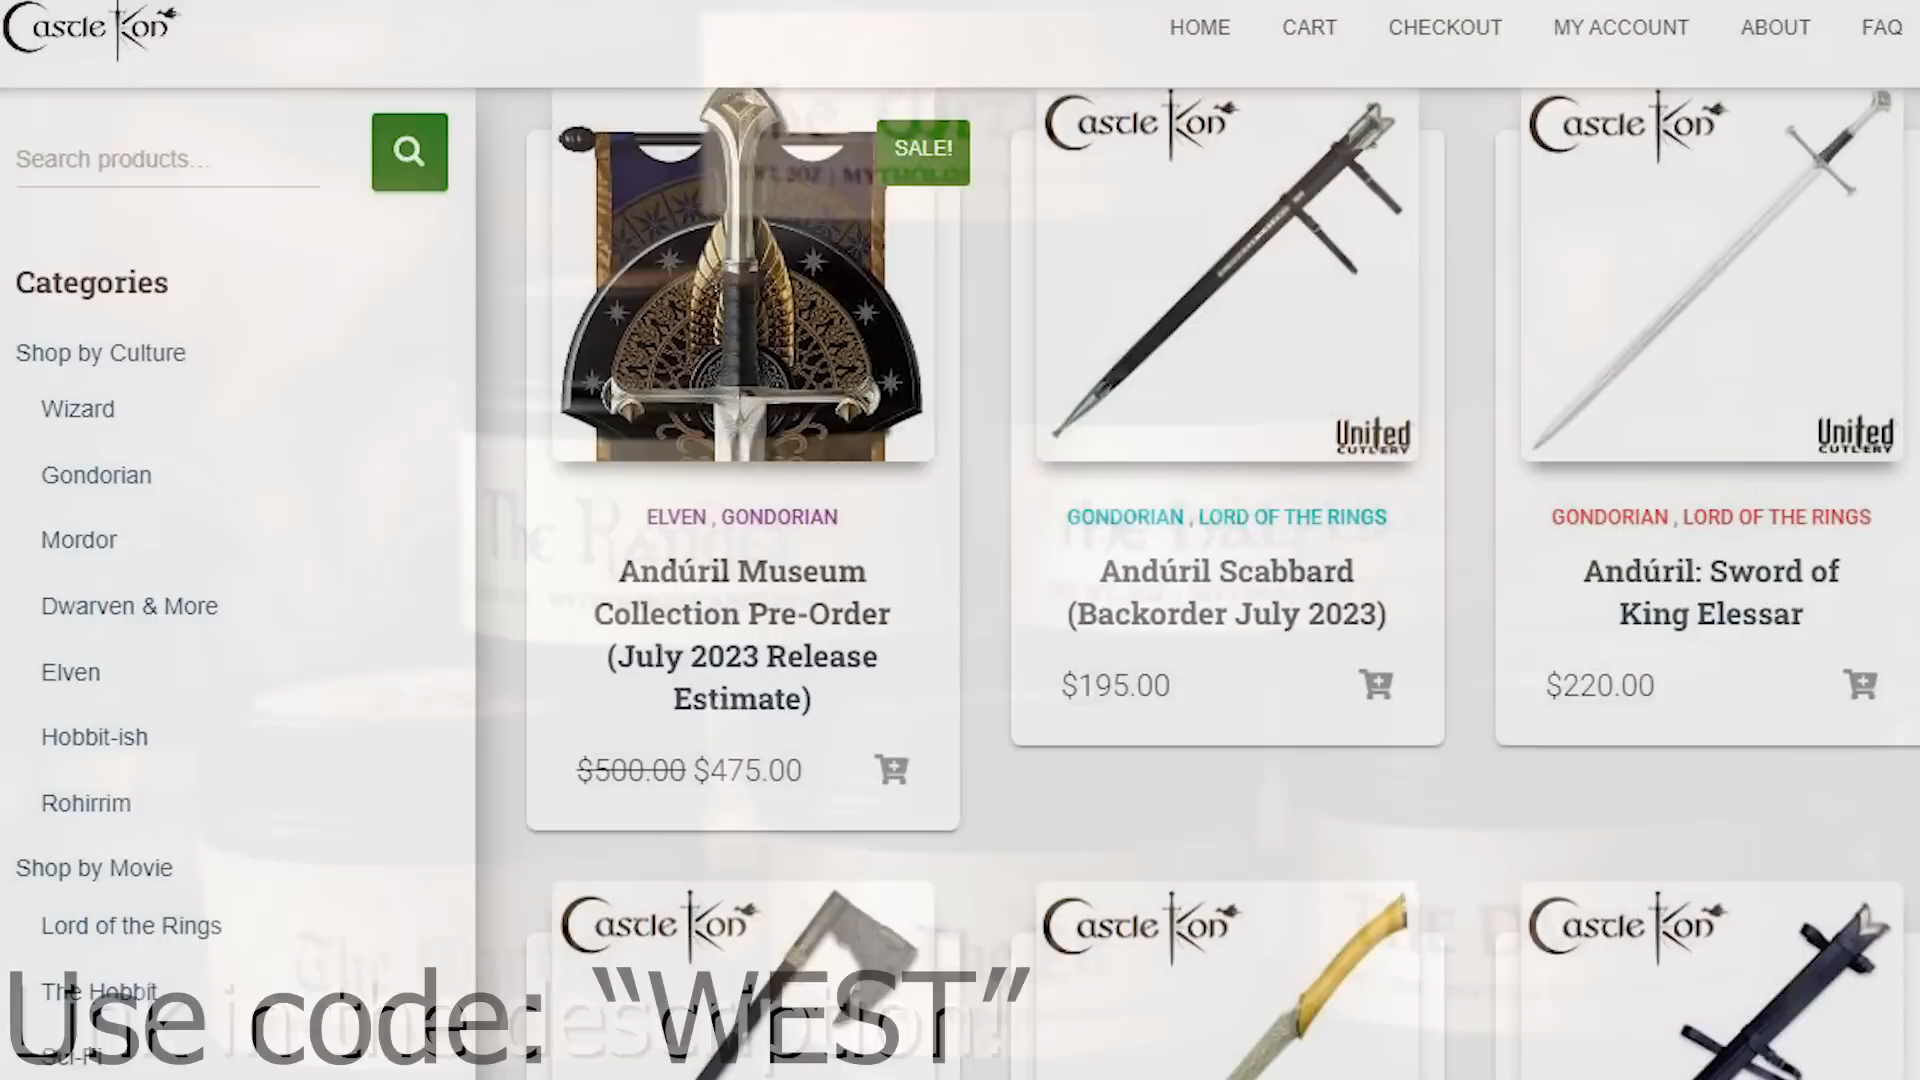 Castle Kon
HOME
CART
CHECKOUT
MY ACCOUNT
ABOUT
FAQ
Search products...
Categories
Shop by Culture
Wizard
Gondorian
Mordor
Dwarven & More
Elven
Hobbit-ish
Rohirrim
Shop by Movie
Lord of the Rings
The Hobbit
Sci-Fi
SALE!
ELVEN , GONDORIAN
Andúril Museum
Collection Pre-Order
(July 2023 Release
Estimate)
$500.00 $475.00
Castle Kon
United
CUTLERY
GONDORIAN , LORD OF THE RINGS
Andúril Scabbard
(Backorder July 2023)
$195.00
Castle Kon
United
CUTLERY
GONDORIAN , LORD OF THE RINGS
Andúril: Sword of
King Elessar
$220.00
Castle Kon
Castle Kon
Castle Kon
Use code: “WEST”